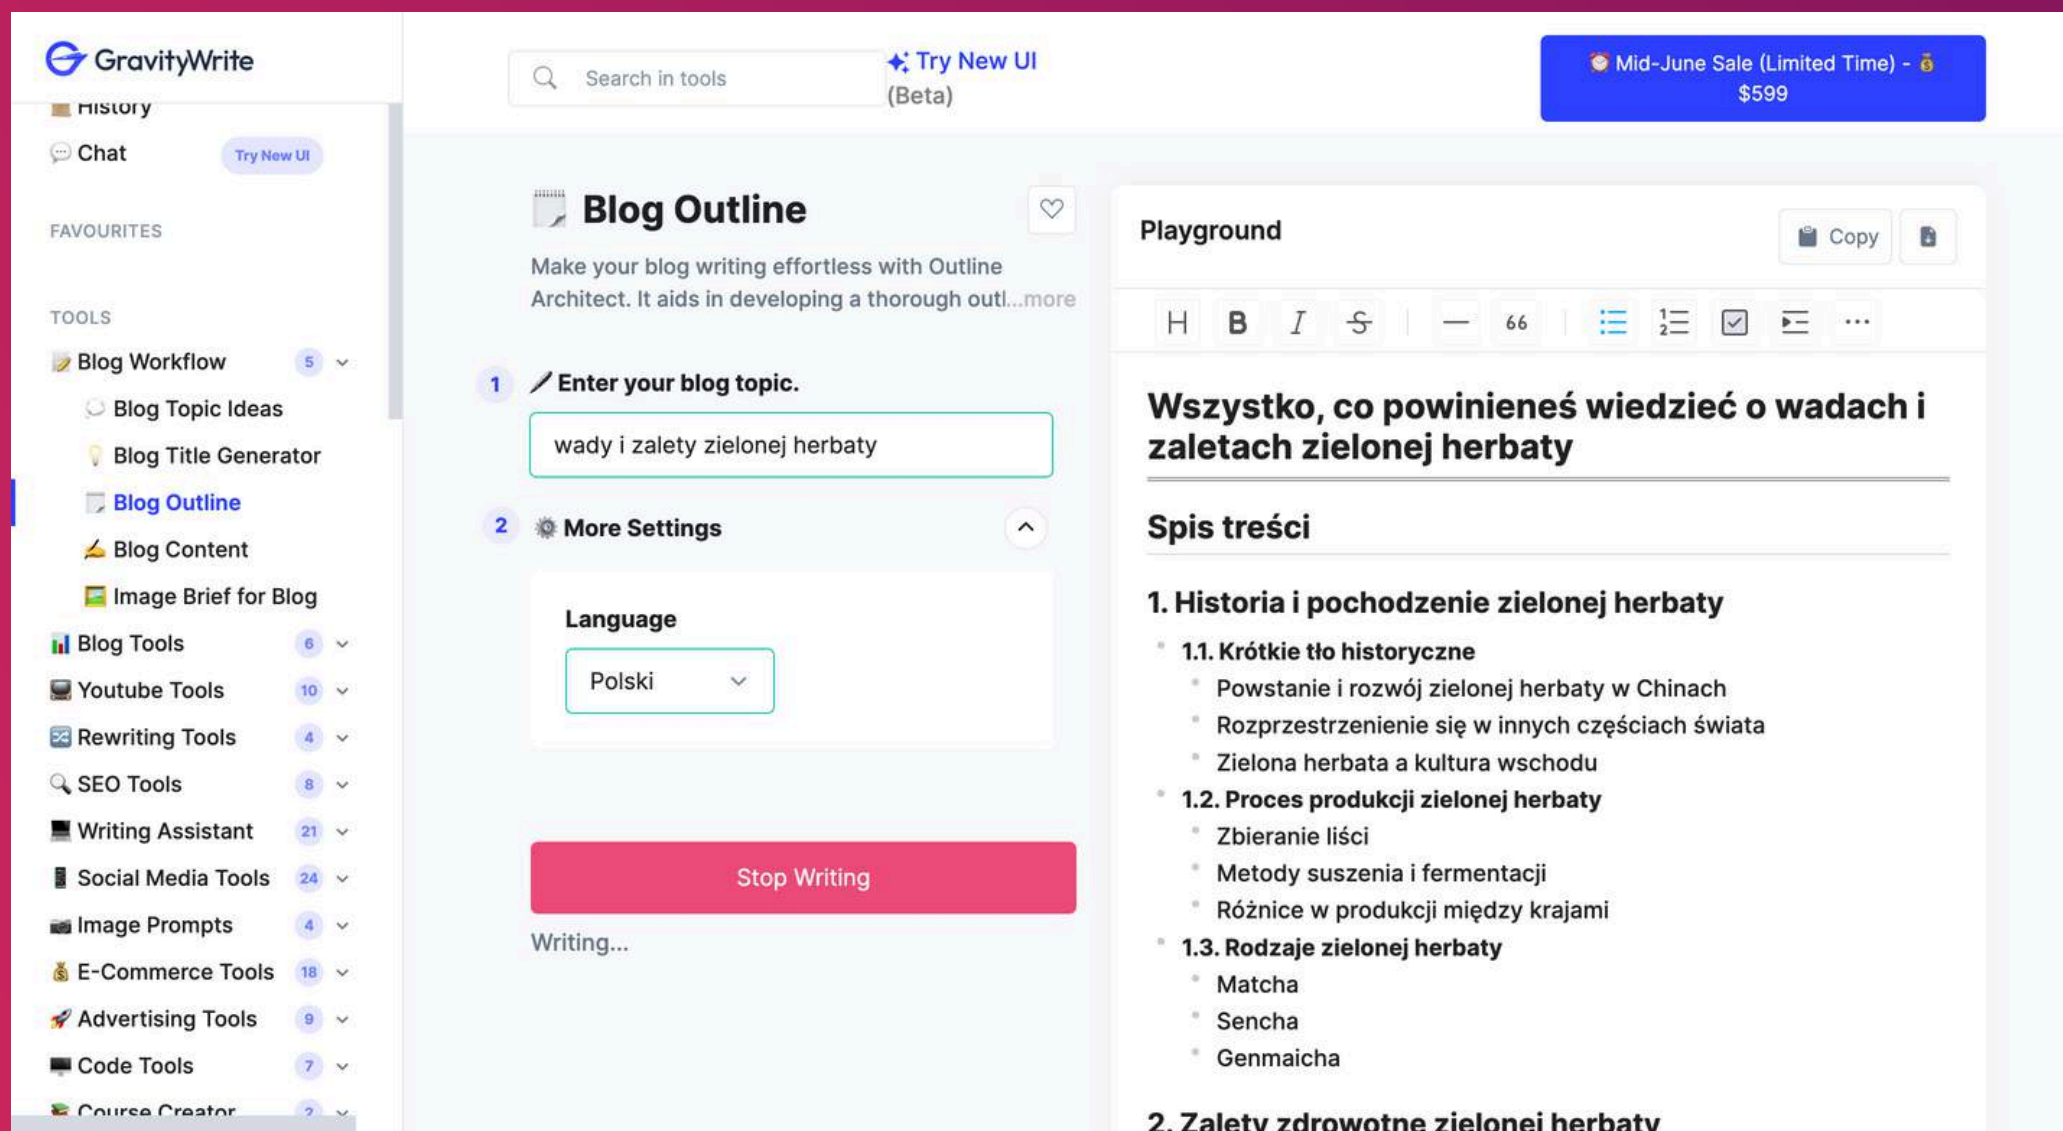 GravityWrite
History
Chat
Try New UI
FAVOURITES
TOOLS
Blog Workflow 5
Blog Topic Ideas
Blog Title Generator
Blog Outline
Blog Content
Image Brief for Blog
Blog Tools 6
Youtube Tools 10
Rewriting Tools 4
SEO Tools 8
Writing Assistant 21
Social Media Tools 24
Image Prompts 4
E-Commerce Tools 18
Advertising Tools 9
Code Tools 7
Course Creator 2
Search in tools
Try New UI
(Beta)
Mid-June Sale (Limited Time) -
$599
Blog Outline
Make your blog writing effortless with Outline
Architect. It aids in developing a thorough outl...more
1 Enter your blog topic.
wady i zalety zielonej herbaty
2 More Settings
Language
Polski
Stop Writing
Writing...
Playground
Copy
H B I S — 66
Wszystko, co powinieneś wiedzieć o wadach i
zaletach zielonej herbaty
Spis treści
1. Historia i pochodzenie zielonej herbaty
1.1. Krótkie tło historyczne
Powstanie i rozwój zielonej herbaty w Chinach
Rozprzestrzenienie się w innych częściach świata
Zielona herbata a kultura wschodu
1.2. Proces produkcji zielonej herbaty
Zbieranie liści
Metody suszenia i fermentacji
Różnice w produkcji między krajami
1.3. Rodzaje zielonej herbaty
Matcha
Sencha
Genmaicha
2. Zalety zdrowotne zielonej herbaty